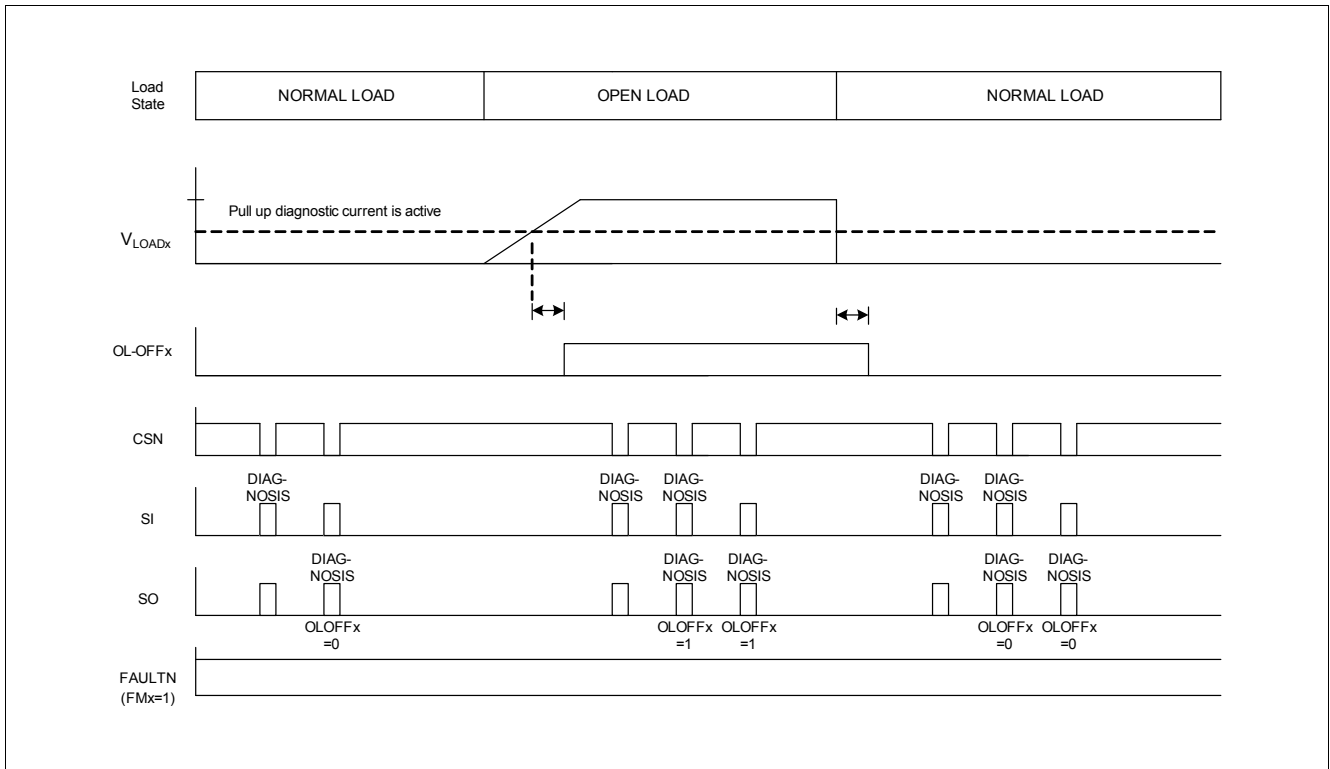 Load
State
NORMAL LOAD
OPEN LOAD
NORMAL LOAD
Pull up diagnostic current is active
VLOADx
OL-OFFx
CSN
DIAG-
NOSIS
DIAG-
NOSIS
DIAG-
NOSIS
DIAG-
NOSIS
DIAG-
NOSIS
SI
DIAG-
NOSIS
DIAG-
NOSIS
DIAG-
NOSIS
DIAG-
NOSIS
DIAG-
NOSIS
SO
OLOFFx
=0
OLOFFx
=1
OLOFFx
=1
OLOFFx
=0
OLOFFx
=0
FAULTN
(FMx=1)